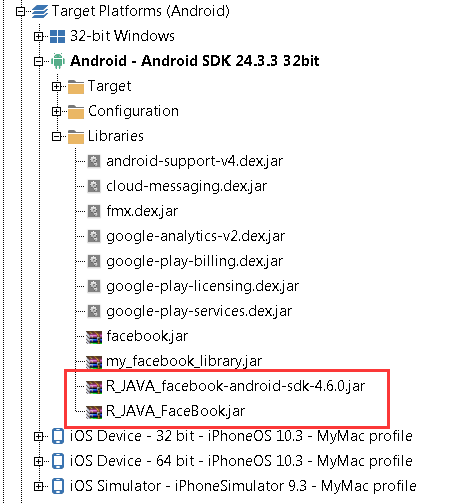 Target Platforms (Android)
32-bit Windows
Android - Android SDK 24.3.3 32bit
Target
Configuration
Libraries
android-support-v4.dex.jar
cloud-messaging.dex.jar
fmx.dex.jar
google-analytics-v2.dex.jar
google-play-billing.dex.jar
google-play-licensing.dex.jar
google-play-services.dex.jar
facebook.jar
my_facebook_library.jar
R_JAVA_facebook-android-sdk-4.6.0.jar
R_JAVA_FaceBook.jar
iOS Device - 32 bit - iPhoneOS 10.3 - MyMac profile
iOS Device - 64 bit - iPhoneOS 10.3 - MyMac profile
iOS Simulator - iPhoneSimulator 9.3 - MyMac profile